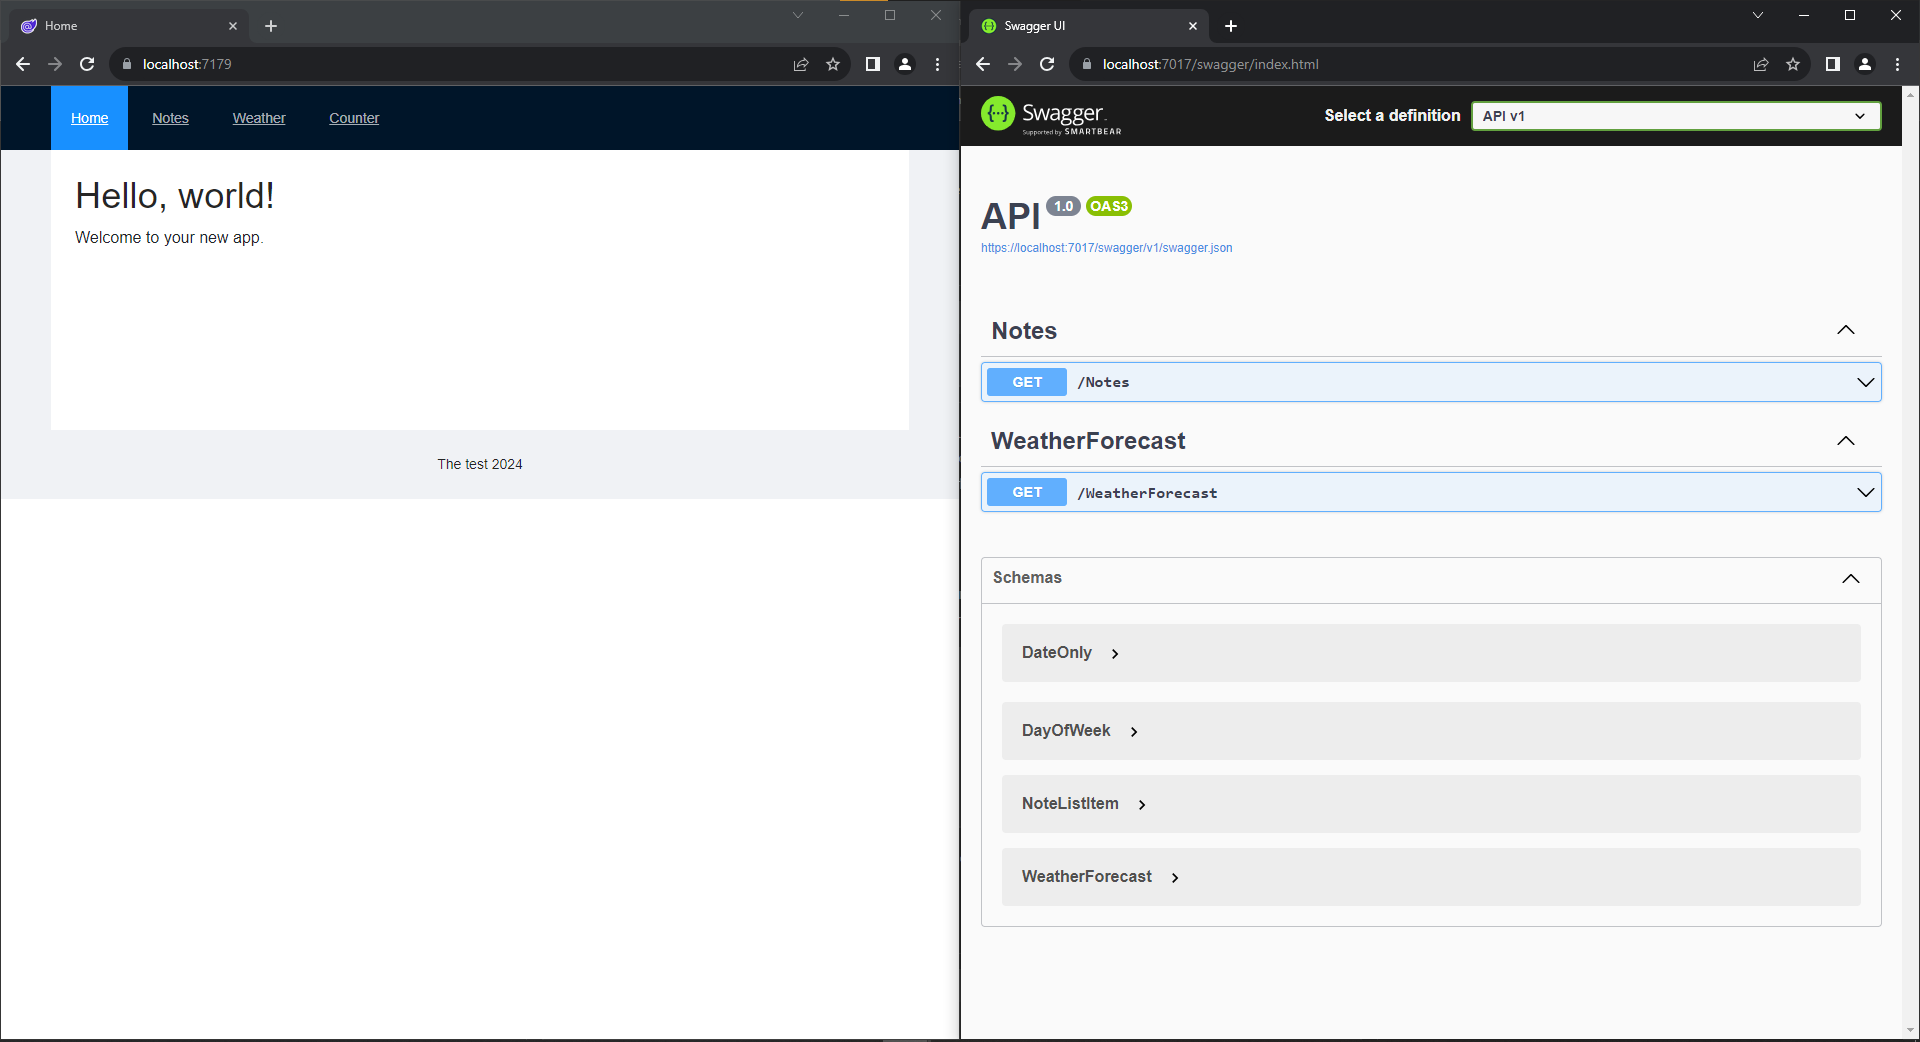 Home
localhost:7179
Home Notes Weather Counter
Hello, world!
Welcome to your new app.
The test 2024
Swagger UI
localhost:7017/swagger/index.html
Swagger
Supported by SMARTBEAR
Select a definition
API v1
API 1.0 OAS3
https://localhost:7017/swagger/v1/swagger.json
Notes
GET /Notes
WeatherForecast
GET /WeatherForecast
Schemas
DateOnly
DayOfWeek
NoteListItem
WeatherForecast